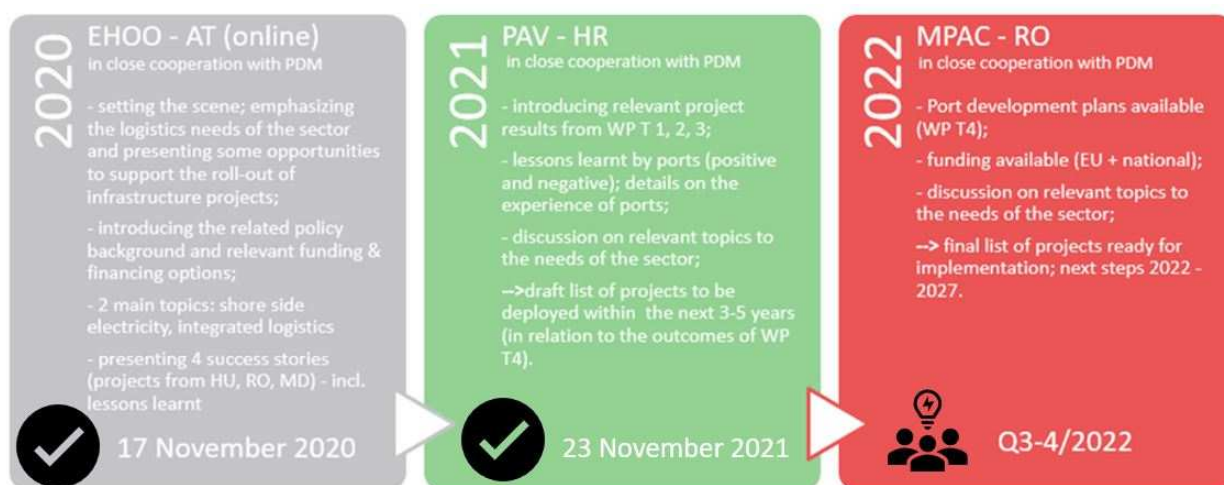 2020
EHOO - AT (online)
in close cooperation with PDM
- setting the scene; emphasizing
the logistics needs of the sector
and presenting some opportunities
to support the roll-out of
infrastructure projects;
- introducing the related policy
background and relevant funding &
financing options;
- 2 main topics: shore side
electricity, integrated logistics
- presenting 4 success stories
(projects from HU, RO, MD) - incl.
lessons learnt
17 November 2020
2021
PAV - HR
in close cooperation with PDM
- introducing relevant project
results from WP T 1, 2, 3;
- lessons learnt by ports (positive
and negative); details on the
experience of ports;
- discussion on relevant topics to
the needs of the sector;
-->draft list of projects to be
deployed within the next 3-5 years
(in relation to the outcomes of WP
T4).
23 November 2021
2022
MPAC - RO
in close cooperation with PDM
- Port development plans available
(WP T4);
- funding available (EU + national);
- discussion on relevant topics to
the needs of the sector;
--> final list of projects ready for
implementation; next steps 2022 -
2027.
Q3-4/2022